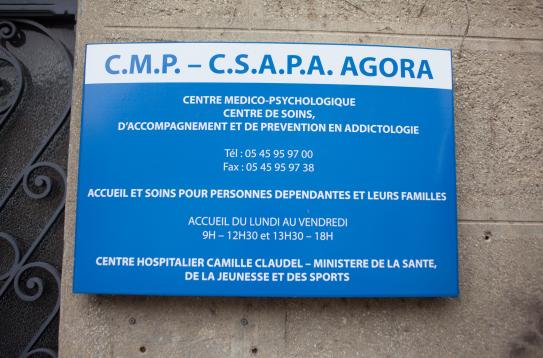 C.M.P. – C.S.A.P.A. AGORA
CENTRE MEDICO-PSYCHOLOGIQUE
CENTRE DE SOINS,
D'ACCOMPAGNEMENT ET DE PREVENTION EN ADDICTOLOGIE
Tél : 05 45 95 97 00
Fax : 05 45 95 97 38
ACCUEIL ET SOINS POUR PERSONNES DEPENDANTES ET LEURS FAMILLES
ACCUEIL DU LUNDI AU VENDREDI
9H – 12H30 et 13H30 – 18H
CENTRE HOSPITALIER CAMILLE CLAUDEL – MINISTERE DE LA SANTE,
DE LA JEUNESSE ET DES SPORTS